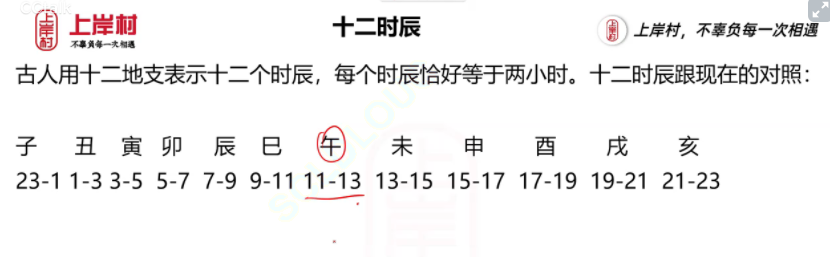 上岸村
不辜负每一次相遇
十二时辰
上岸村，不辜负每一次相遇
古人用十二地支表示十二个时辰，每个时辰恰好等于两小时。十二时辰跟现在的对照：
子 丑 寅 卯 辰 巳 午 未 申 酉 戌 亥
23-1 1-3 3-5 5-7 7-9 9-11 11-13 13-15 15-17 17-19 19-21 21-23